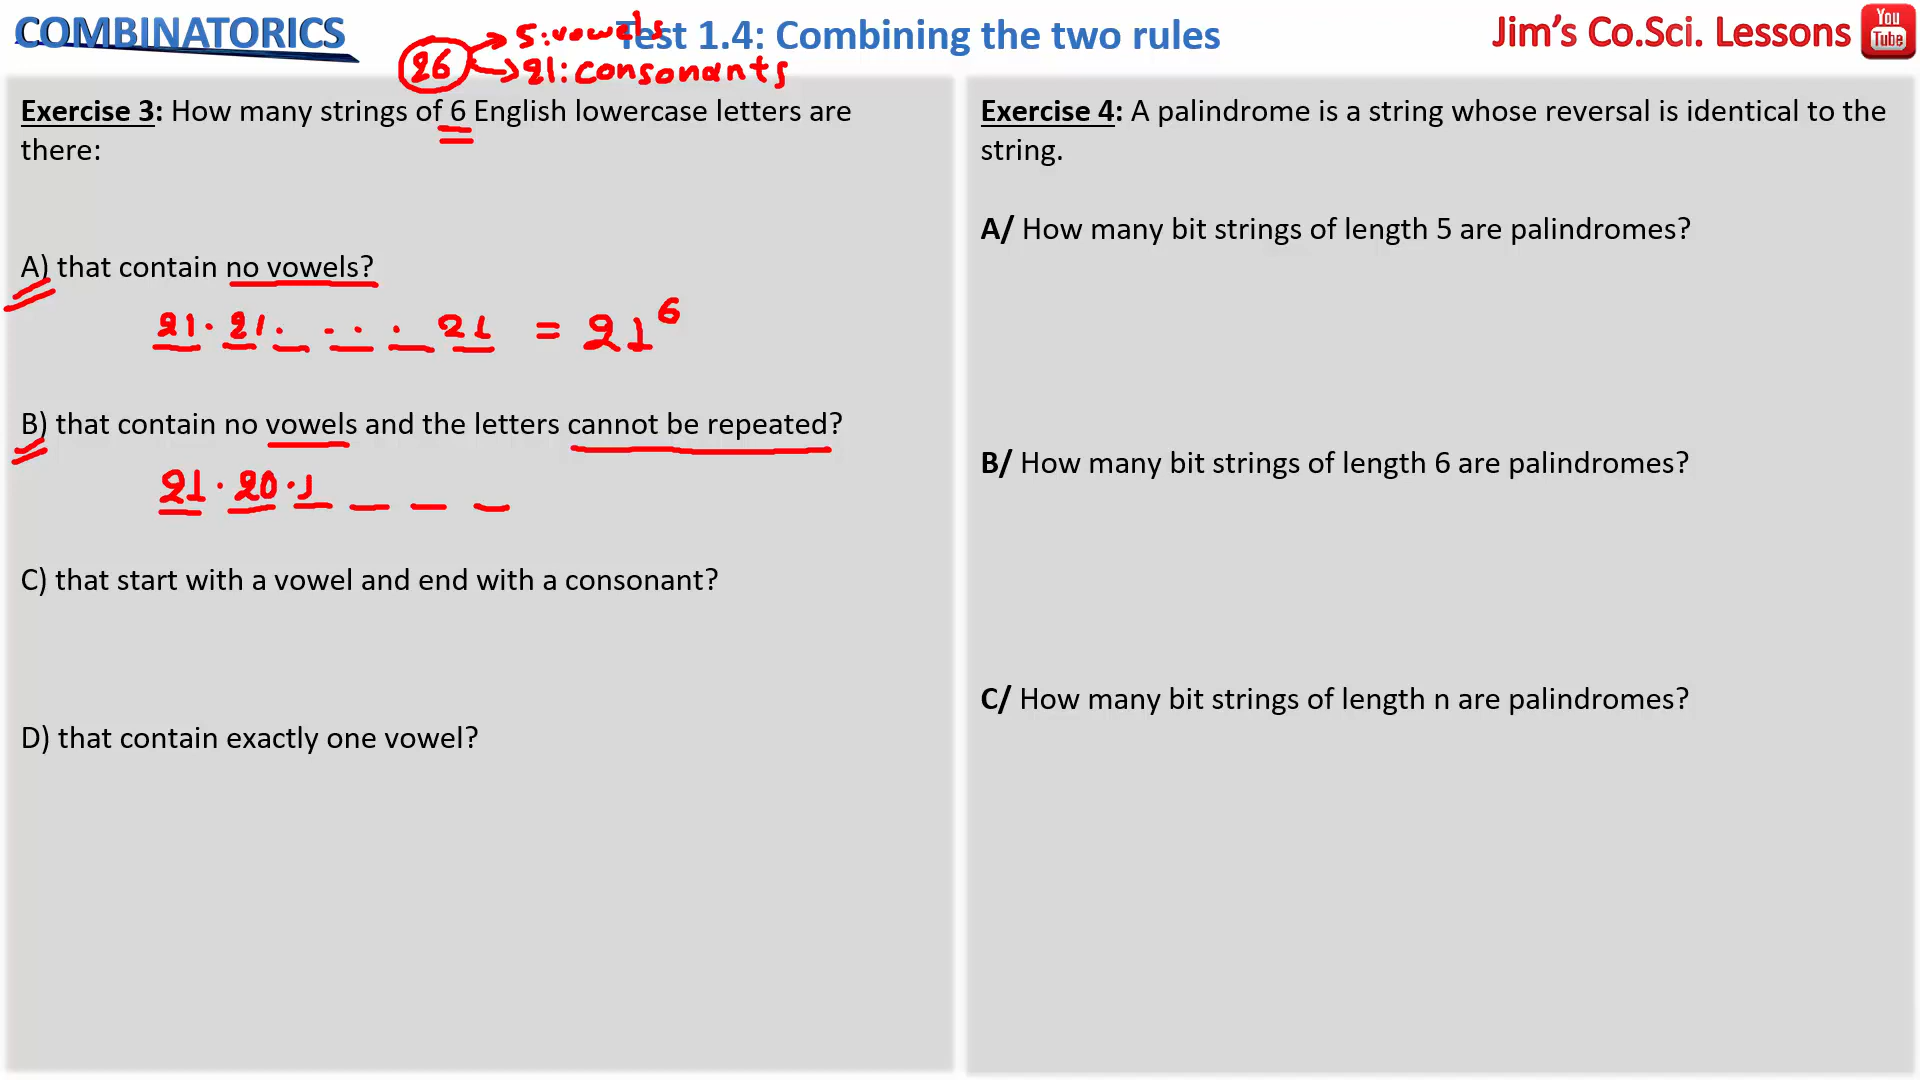 COMBINATORICS
Test 1.4: Combining the two rules
Jim's Co.Sci. Lessons
You
Tube
26
5:vowels
21:consonants
Exercise 3: How many strings of 6 English lowercase letters are
there:
A) that contain no vowels?
21 · 21 · · · · 21 = 21⁶
B) that contain no vowels and the letters cannot be repeated?
21 · 20 · 1
C) that start with a vowel and end with a consonant?
D) that contain exactly one vowel?
Exercise 4: A palindrome is a string whose reversal is identical to the
string.
A/ How many bit strings of length 5 are palindromes?
B/ How many bit strings of length 6 are palindromes?
C/ How many bit strings of length n are palindromes?